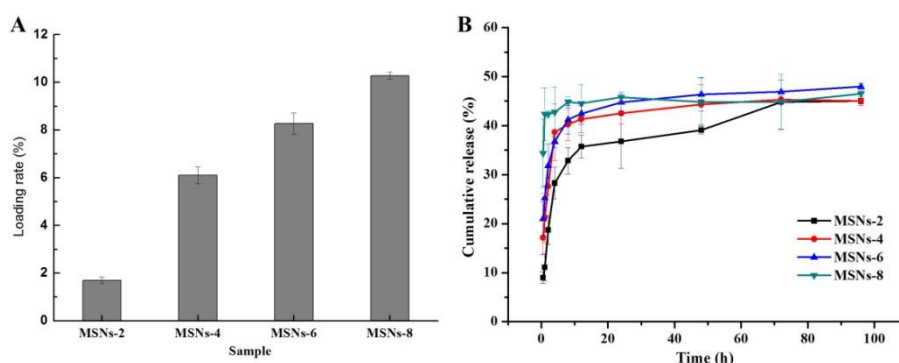 A
Loading rate (%)
12
10
8
6
4
2
0
MSNs-2 MSNs-4 MSNs-6 MSNs-8
Sample
B
Cumulative release (%)
60
50
40
30
20
10
0
MSNs-2
MSNs-4
MSNs-6
MSNs-8
0 20 40 60 80 100
Time (h)